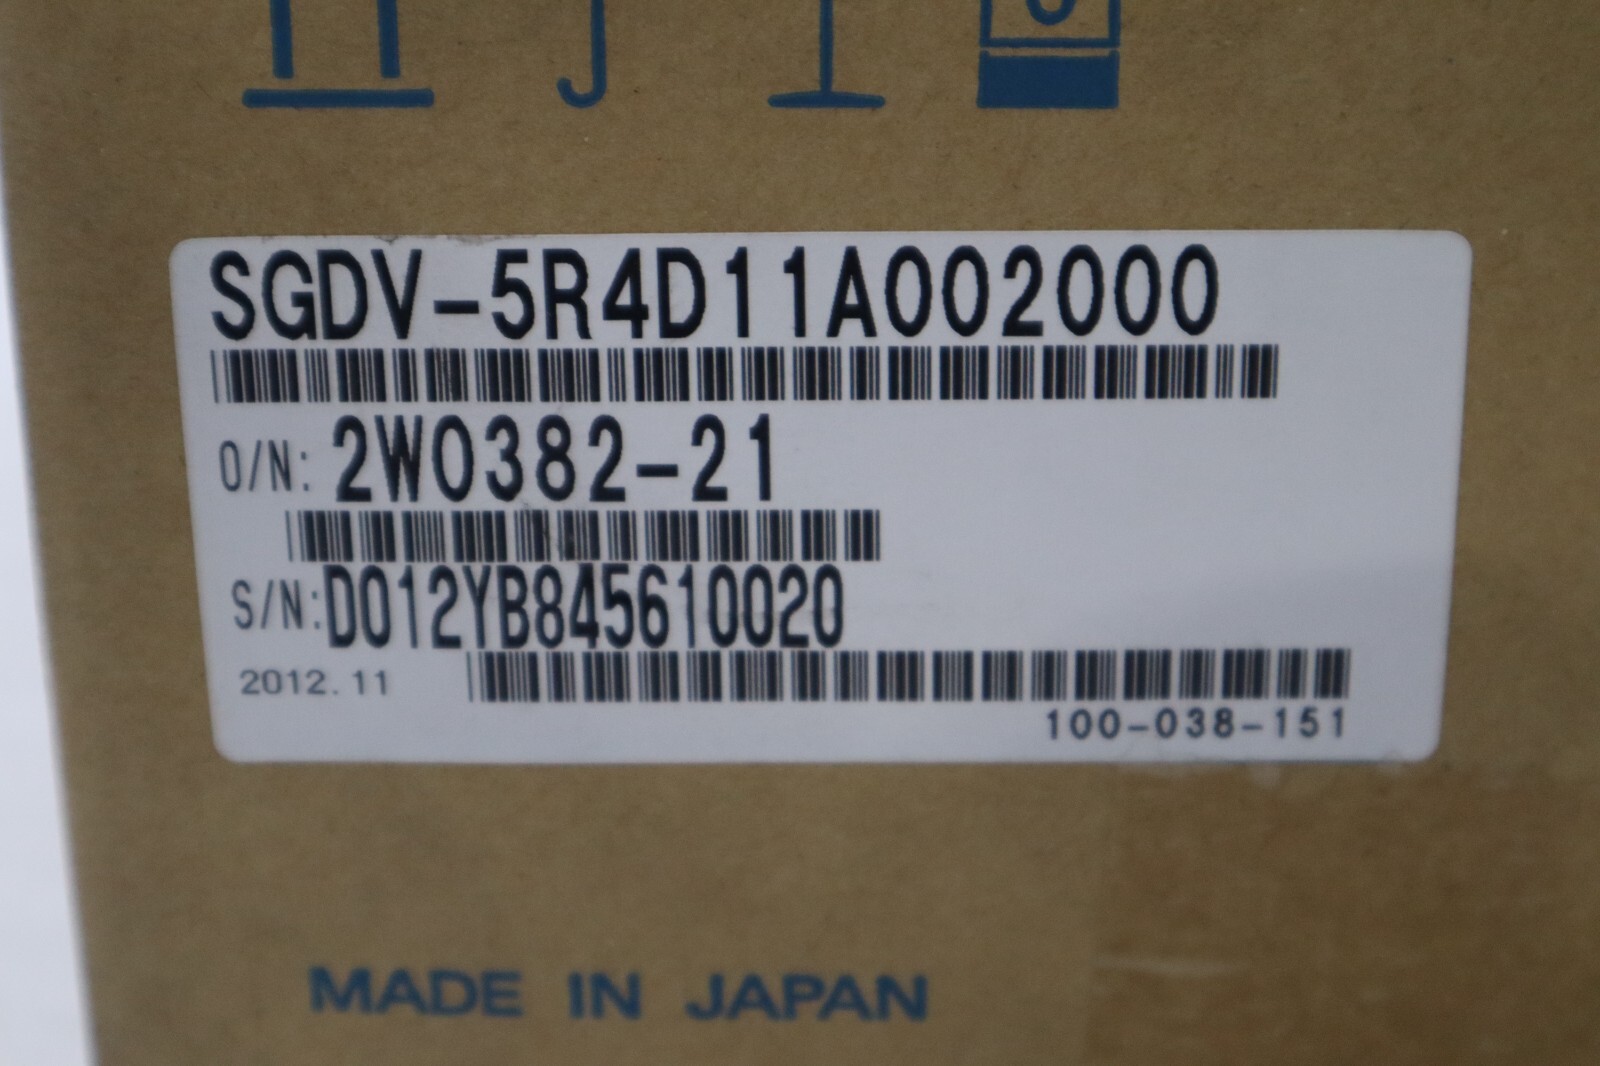 SGDV-5R4D11A002000
O/N: 2W0382-21
S/N: D012YB845610020
2012.11
100-038-151
MADE IN JAPAN